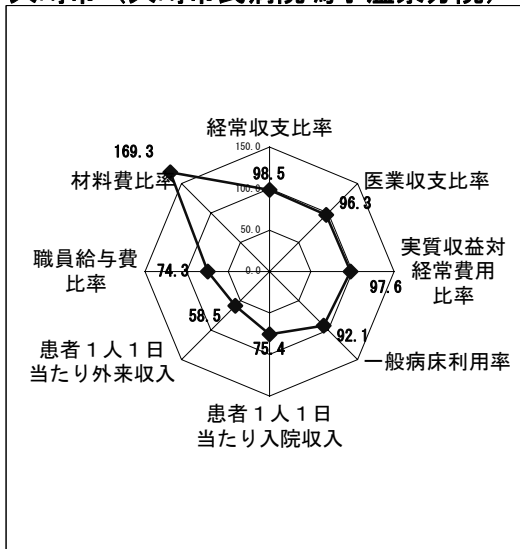 150.0
経常収支比率
169.3
98.5
材料費比率
100.0
医業収支比率
96.3
50.0
職員給与費
比率
74.3
0.0
実質収益対
経常費用
比率
97.6
58.5
92.1
75.4
患者１人１日
当たり外来収入
一般病床利用率
患者１人１日
当たり入院収入